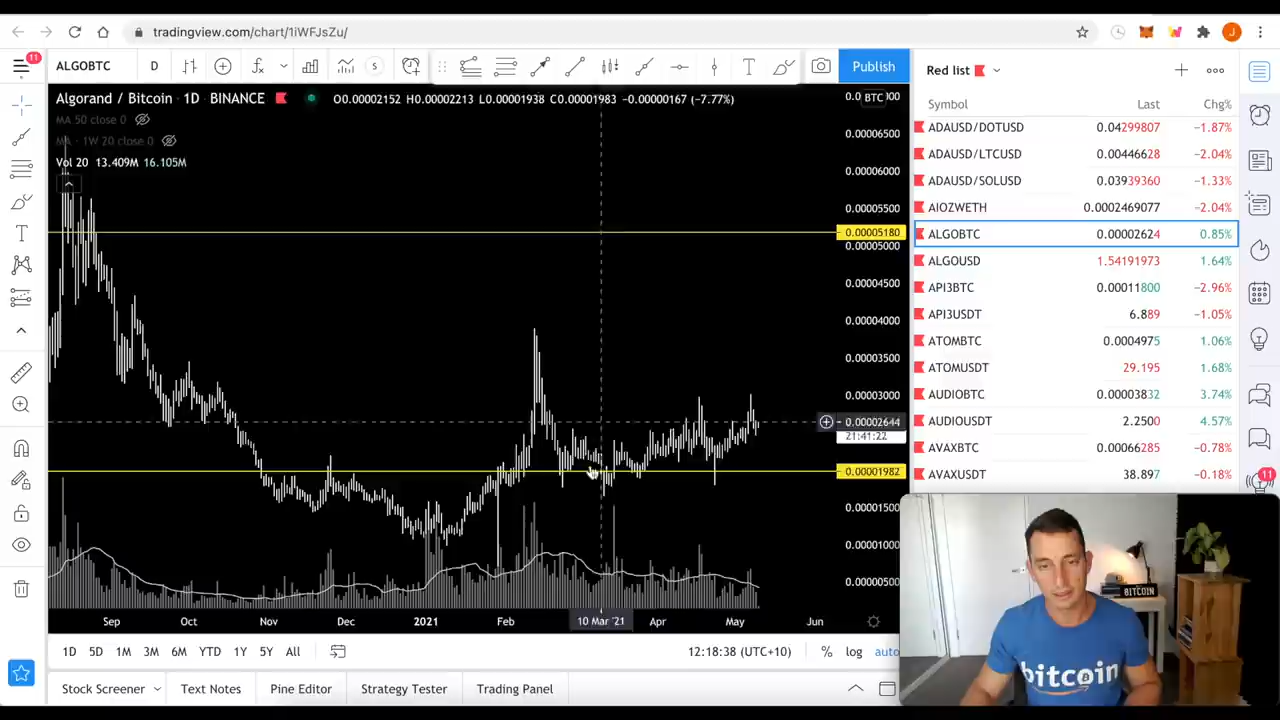 tradingview.com/chart/1iWFJsZu/
J
11
ALGOBTC
D
S
T
Publish
Red list
Algorand / Bitcoin · 1D · BINANCE
O0.00002152 H0.00002213 L0.00001938 C0.00001983 −0.00000167 (−7.77%)
MA 50 close 0
MA · 1W 20 close 0
Vol 20 13.409M 16.105M
BTC
0.00006500
0.00006000
0.00005500
0.00005180
0.00005000
0.00004500
0.00004000
0.00003500
0.00003000
0.00002644
21:41:22
0.00001982
0.00001500
0.00001000
0.00000500
Sep Oct Nov Dec 2021 Feb 10 Mar '21 Apr May Jun
Symbol Last Chg%
ADAUSD/DOTUSD 0.04299807 −1.87%
ADAUSD/LTCUSD 0.00446628 −2.04%
ADAUSD/SOLUSD 0.03939360 −1.33%
AIOZWETH 0.0002469077 −2.04%
ALGOBTC 0.00002624 0.85%
ALGOUSD 1.54191973 1.64%
API3BTC 0.00011800 −2.96%
API3USDT 6.889 −1.05%
ATOMBTC 0.0004975 1.06%
ATOMUSDT 29.195 1.68%
AUDIOBTC 0.00003832 3.74%
AUDIOUSDT 2.2500 4.57%
AVAXBTC 0.00066285 −0.78%
AVAXUSDT 38.897 −0.18%
11
1D 5D 1M 3M 6M YTD 1Y 5Y All
12:18:38 (UTC+10) % log auto
Stock Screener Text Notes Pine Editor Strategy Tester Trading Panel
BITCOIN
bitcoin